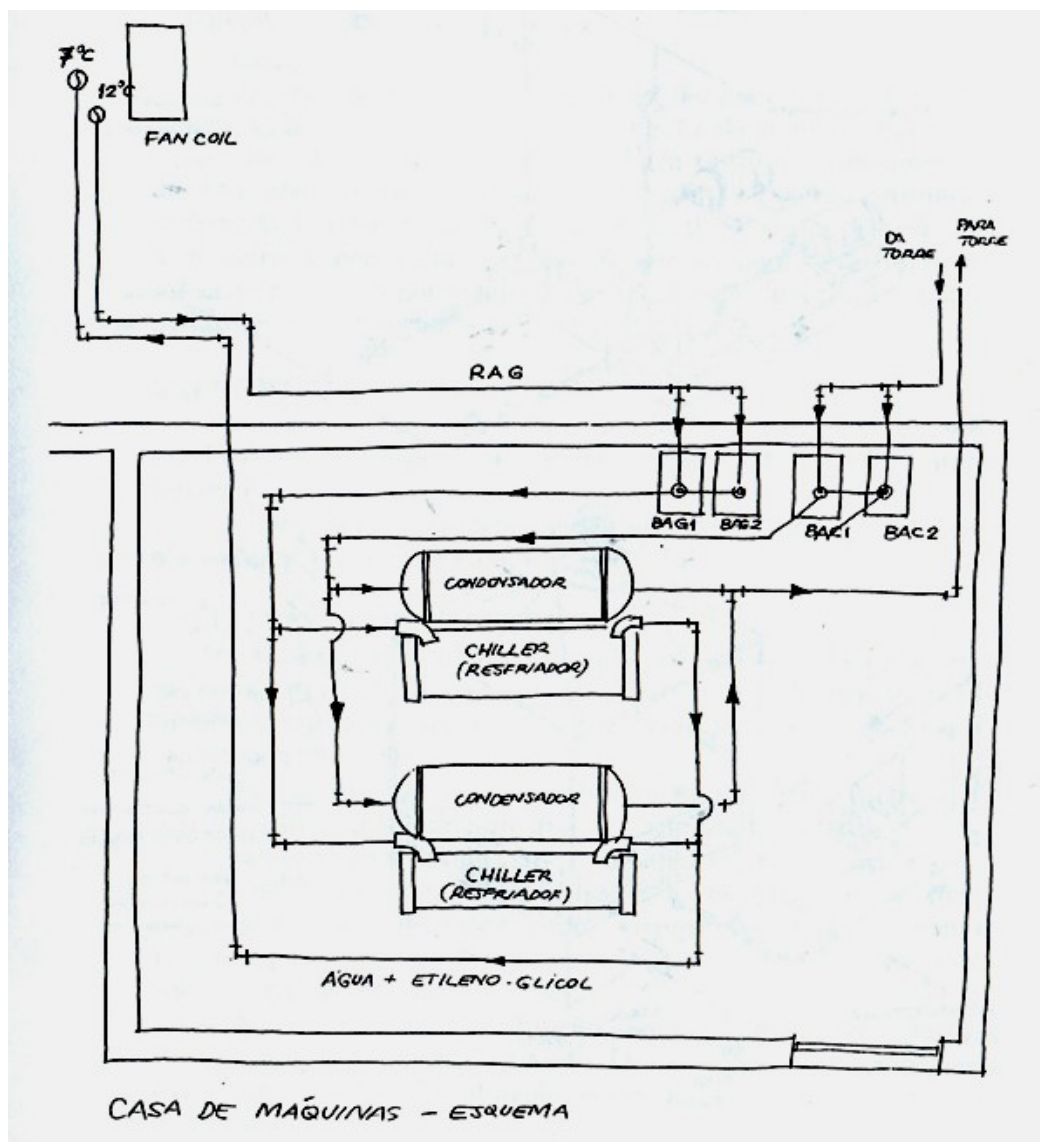 7°C
12°C
FAN COIL
DA
TORRE
PARA
TORRE
RAG
BAG1
BAG2
BAC1
BAC2
CONDENSADOR
CHILLER
(RESFRIADOR)
CONDENSADOR
CHILLER
(RESFRIADOR)
ÁGUA + ETILENO-GLICOL
CASA DE MÁQUINAS - ESQUEMA